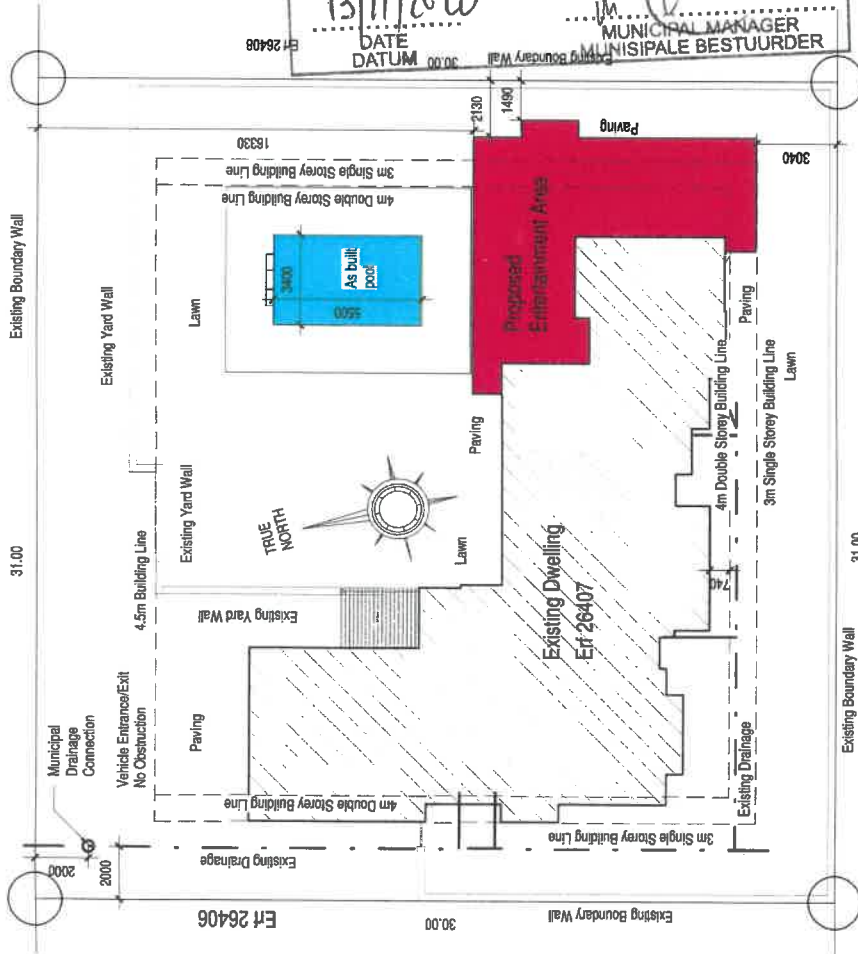 13/11/20
DATE
DATUM
MUNICIPAL MANAGER
MUNISIPALE BESTUURDER
Erf 26408
30.00
Existing Boundary Wall
31.00
Existing Boundary Wall
2130
1490
Paving
16330
3m Single Storey Building Line
4m Double Storey Building Line
3040
Existing Yard Wall
Lawn
3400
5500
As built
pool
Proposed
Entertainment Area
Existing Yard Wall
4.5m Building Line
TRUE
NORTH
Paving
Lawn
Paving
4m Double Storey Building Line
3m Single Storey Building Line
Lawn
Existing Yard Wall
Existing Dwelling
Erf 26407
740
Municipal
Drainage
Connection
Vehicle Entrance/Exit
No Obstruction
Paving
4m Double Storey Building Line
Existing Drainage
3m Single Storey Building Line
2000
2000
Existing Drainage
Erf 26406
30.00
Existing Boundary Wall
Existing Boundary Wall
31.00